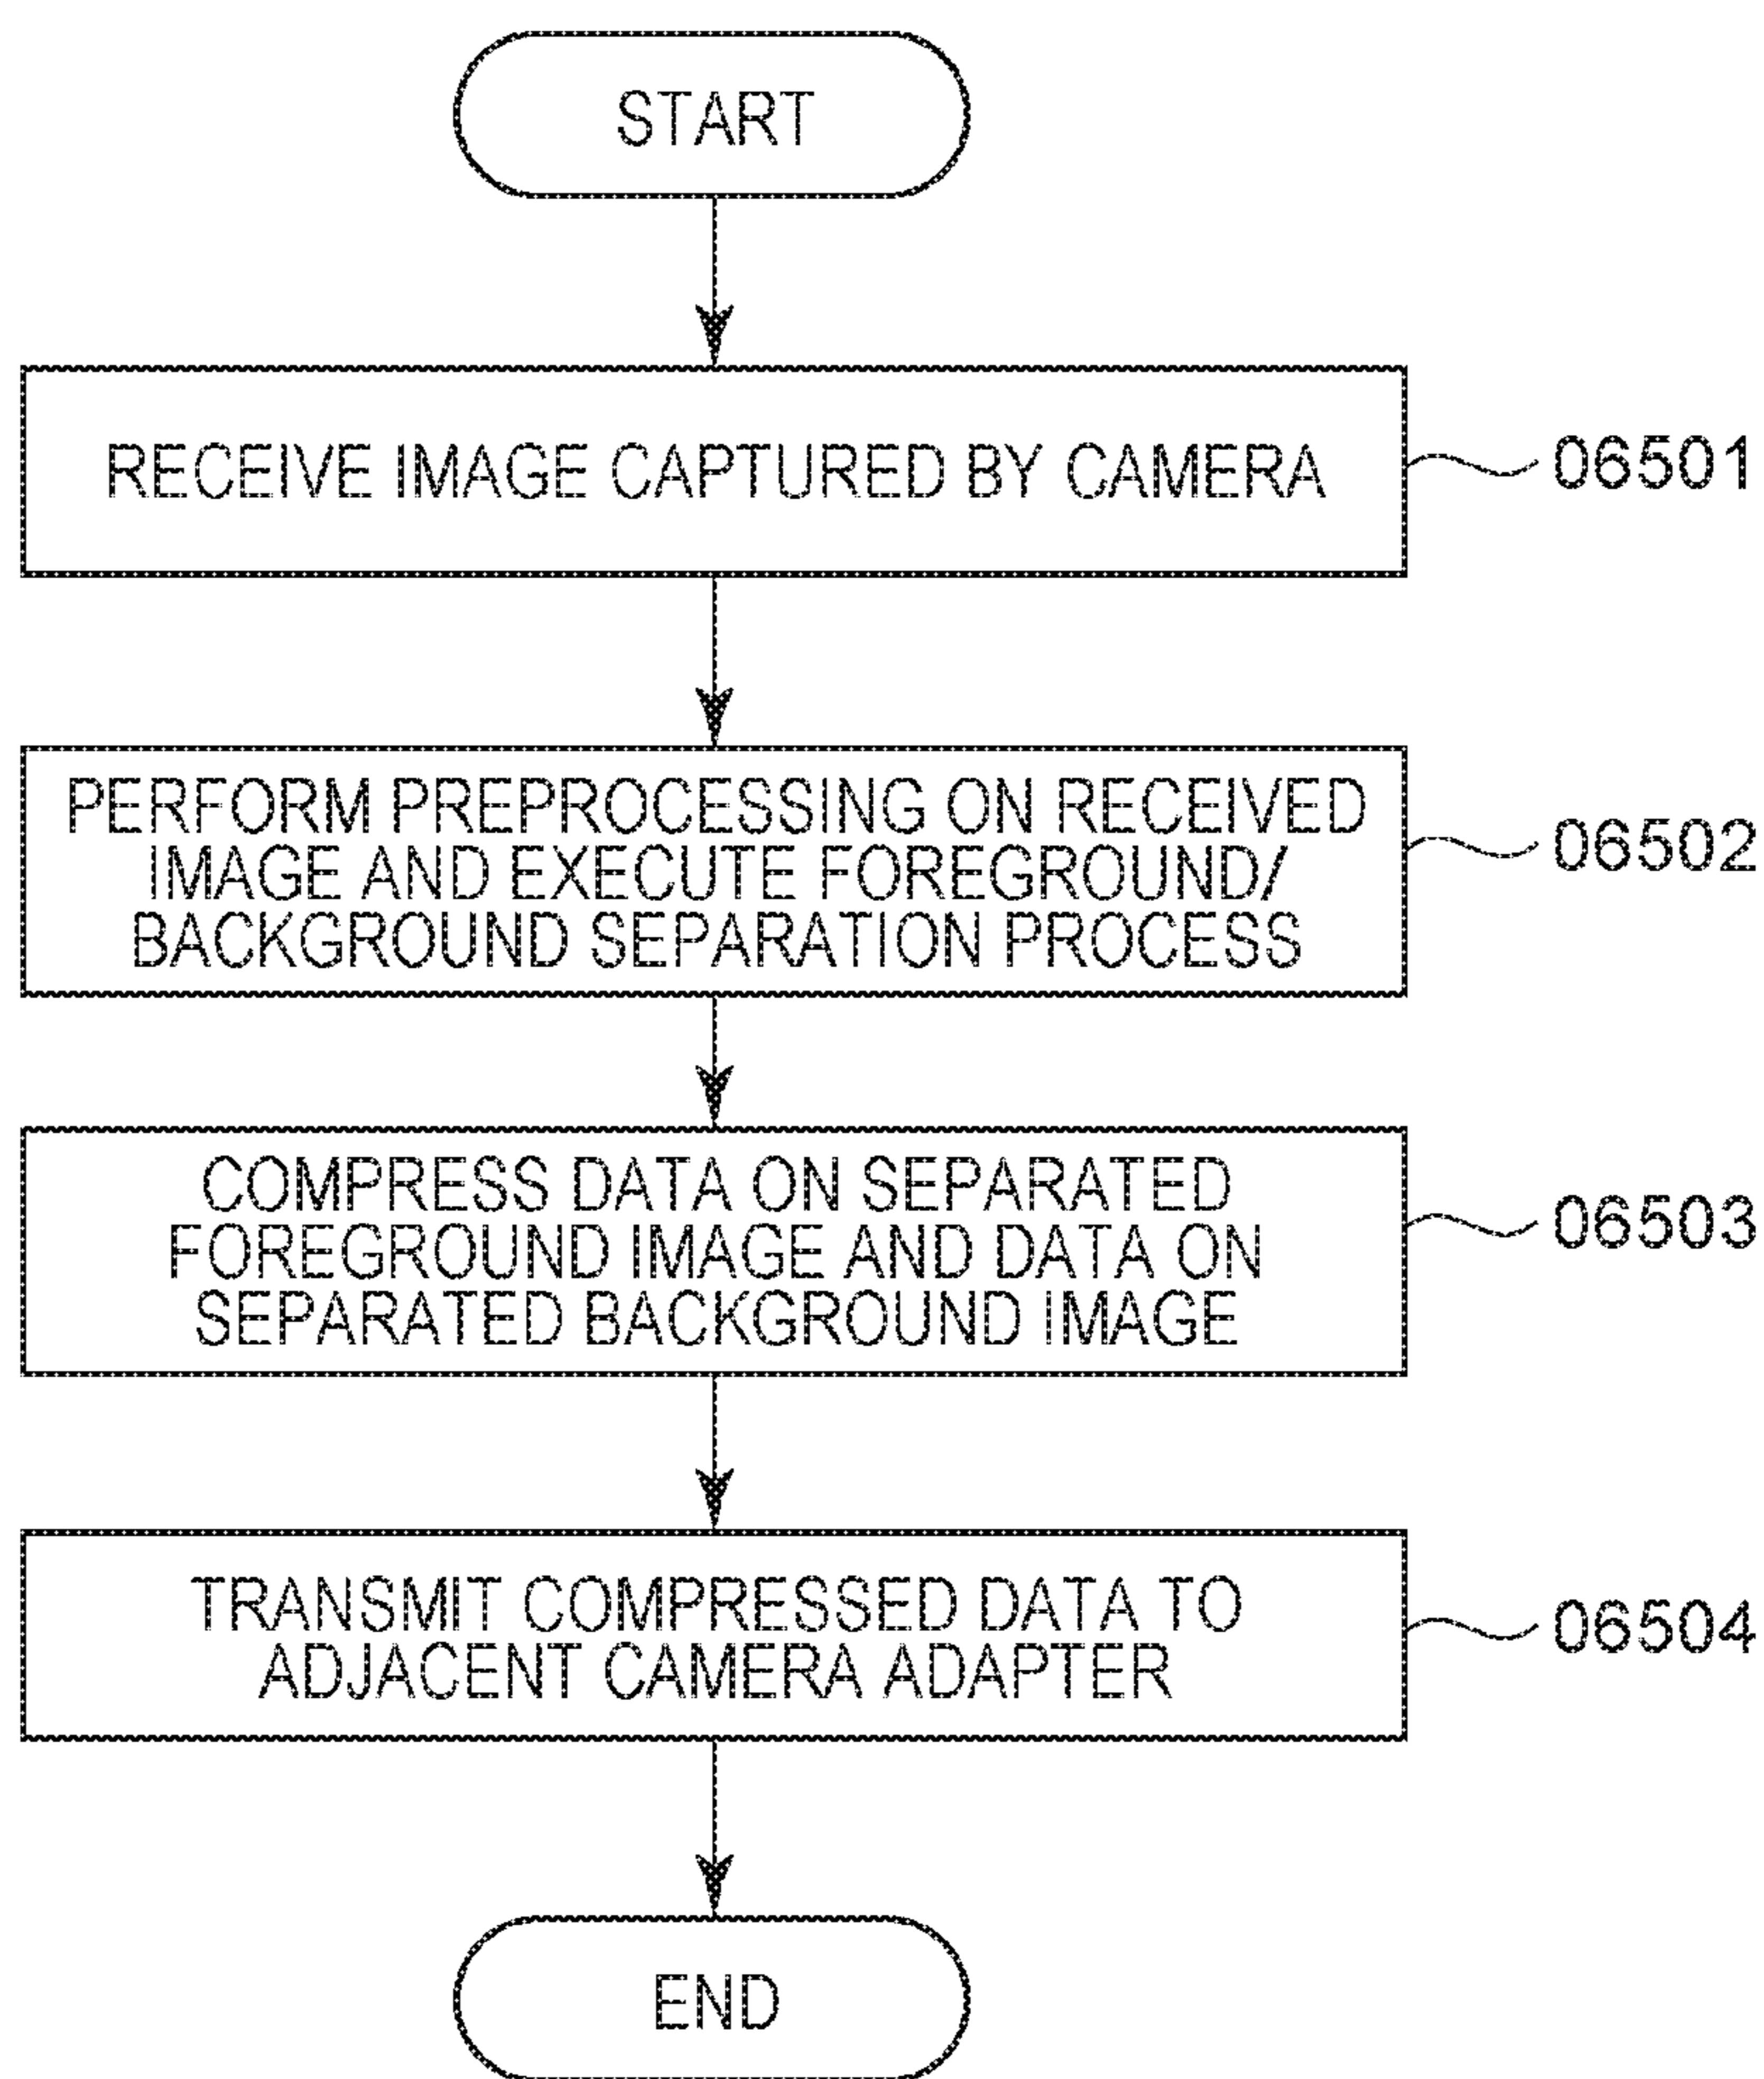 START
RECEIVE IMAGE CAPTURED BY CAMERA
06501
PERFORM PREPROCESSING ON RECEIVED
IMAGE AND EXECUTE FOREGROUND/
BACKGROUND SEPARATION PROCESS
06502
COMPRESS DATA ON SEPARATED
FOREGROUND IMAGE AND DATA ON
SEPARATED BACKGROUND IMAGE
06503
TRANSMIT COMPRESSED DATA TO
ADJACENT CAMERA ADAPTER
06504
END